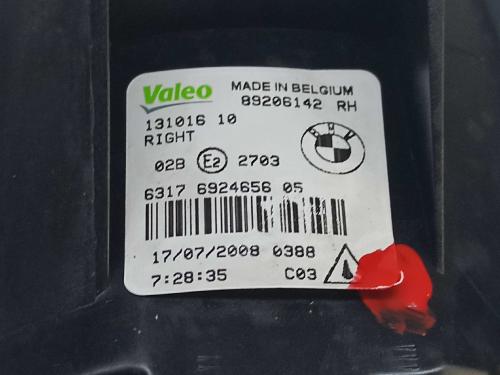 Valeo MADE IN BELGIUM
89206142 RH
131016 10
RIGHT
02B E2 2703
6317 6924656 05
17/07/2008 0388
7:28:35 C03